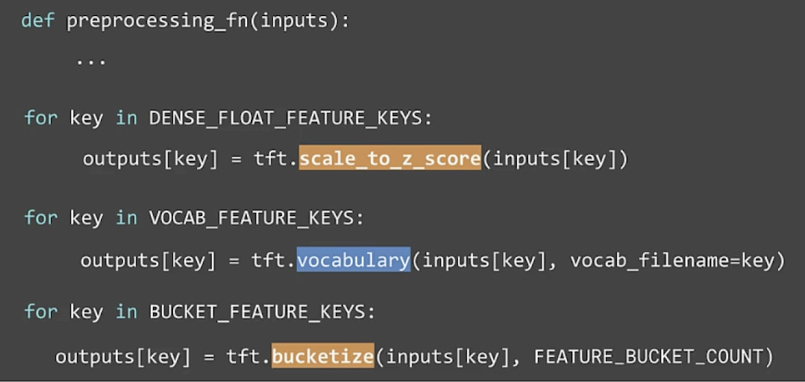 def preprocessing_fn(inputs):
...
for key in DENSE_FLOAT_FEATURE_KEYS:
outputs[key] = tft.scale_to_z_score(inputs[key])
for key in VOCAB_FEATURE_KEYS:
outputs[key] = tft.vocabulary(inputs[key], vocab_filename=key)
for key in BUCKET_FEATURE_KEYS:
outputs[key] = tft.bucketize(inputs[key], FEATURE_BUCKET_COUNT)